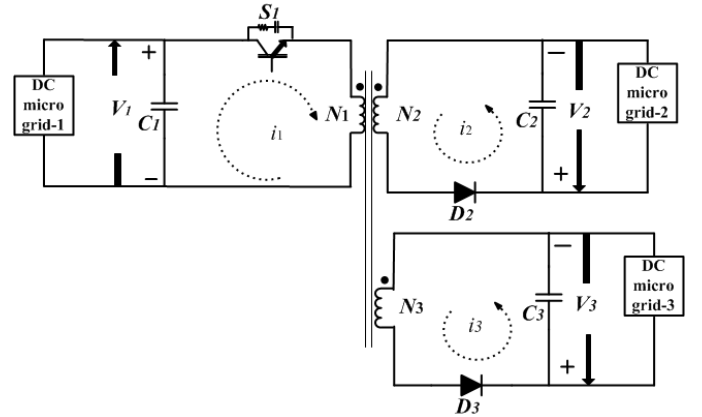 S1
DC
micro
grid-1
V1
+
−
C1
i1
N1
N2
i2
C2
−
+
V2
DC
micro
grid-2
D2
N3
i3
C3
−
+
V3
DC
micro
grid-3
D3